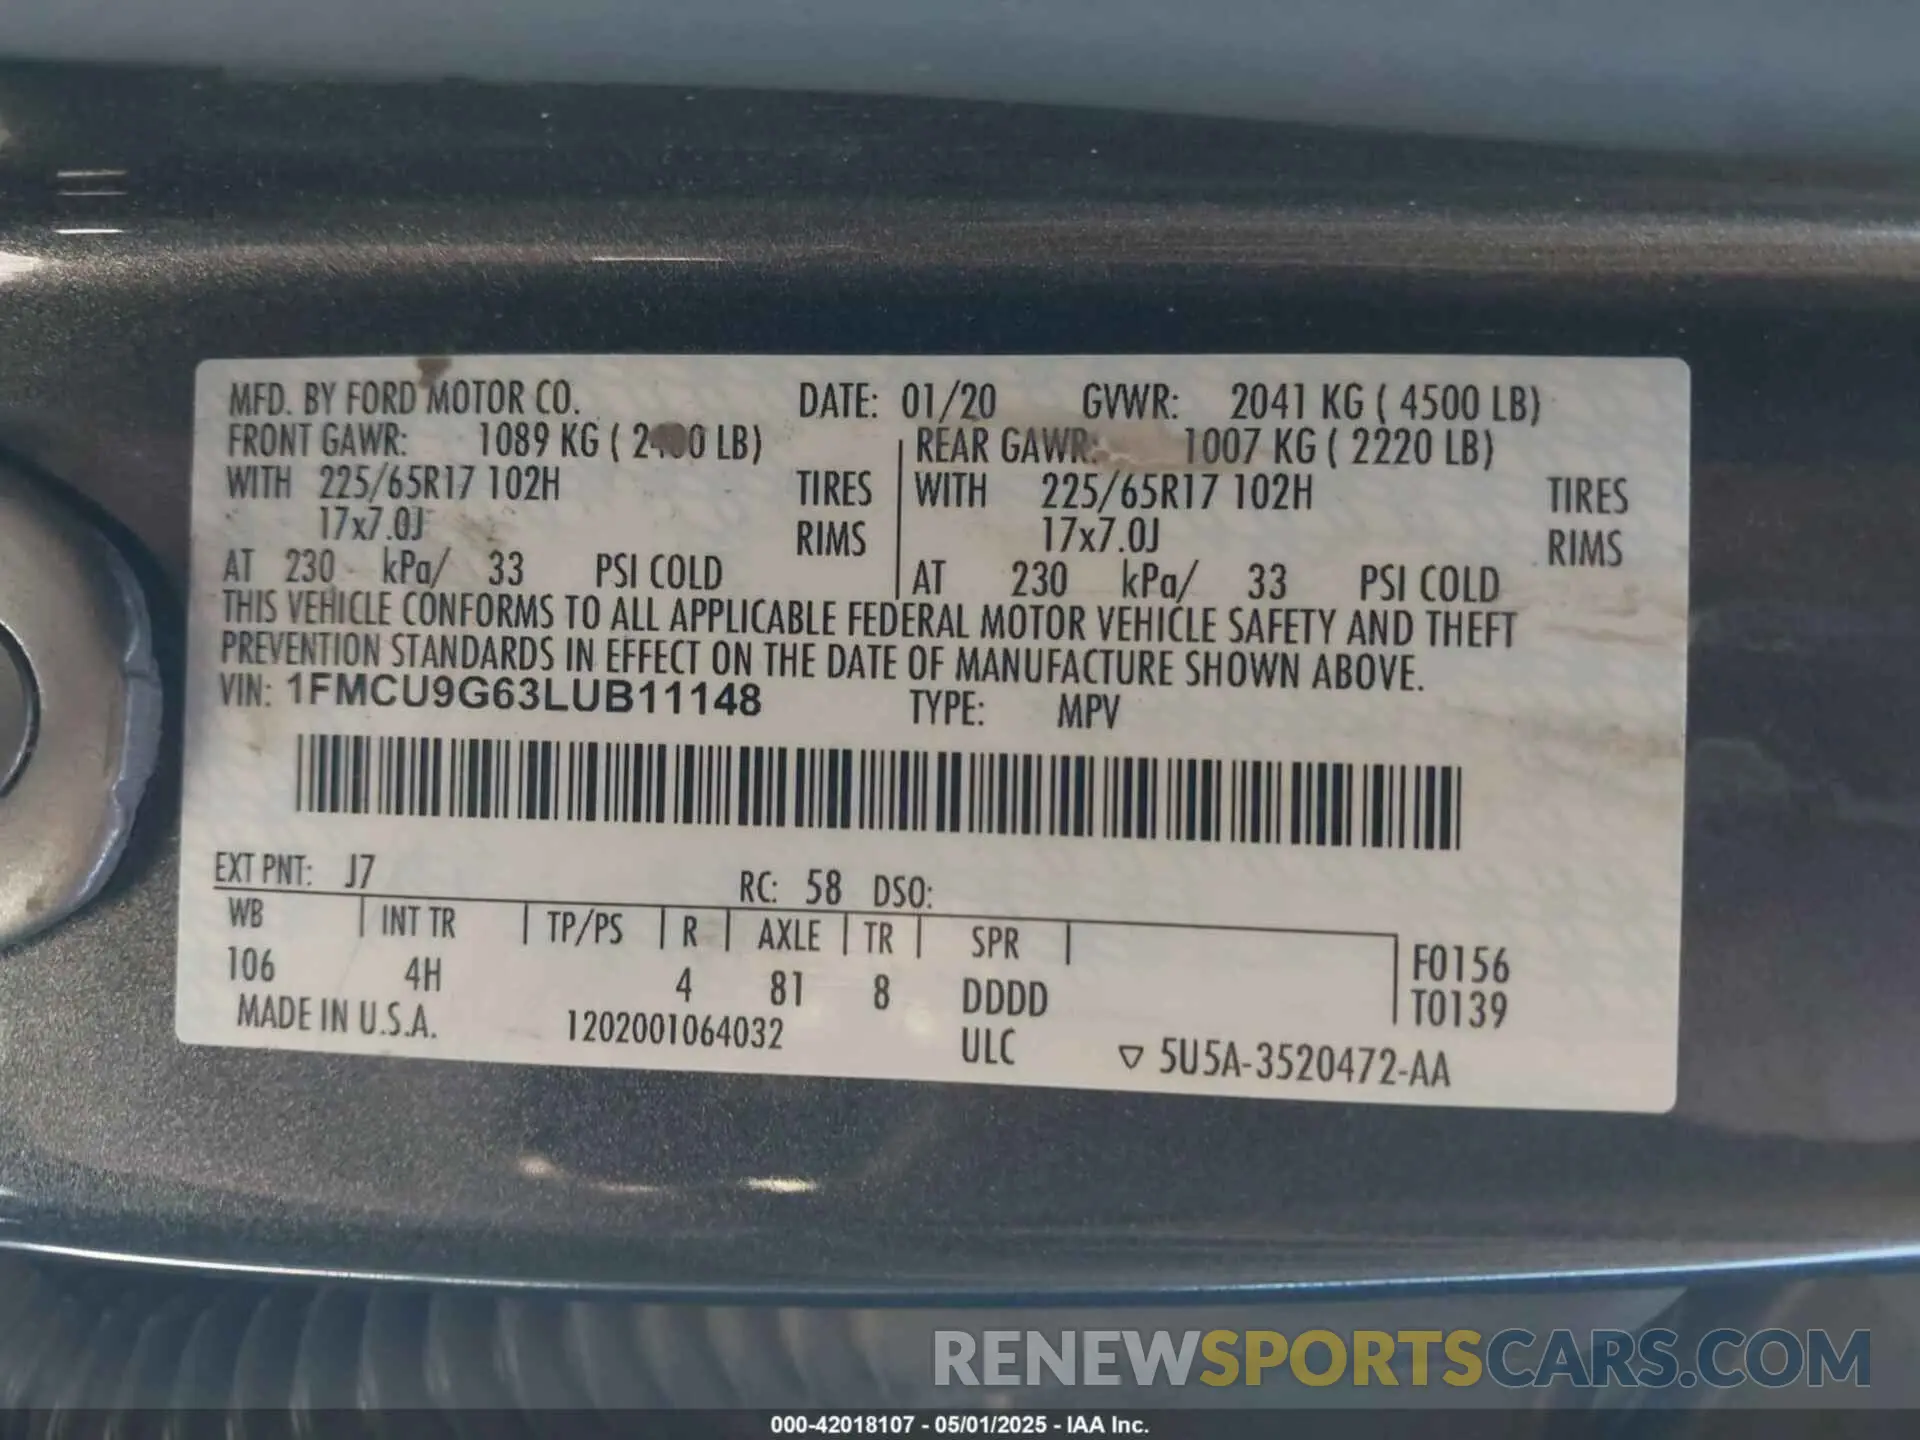 MFD. BY FORD MOTOR CO. DATE: 01/20 GVWR: 2041 KG ( 4500 LB)
FRONT GAWR: 1089 KG ( LB) REAR GAWR: 1007 KG ( 2220 LB)
WITH 225/65R17 102H TIRES WITH 225/65R17 102H TIRES
17x7.0J RIMS 17x7.0J RIMS
AT 230 kPa/ 33 PSI COLD AT 230 kPa/ 33 PSI COLD
THIS VEHICLE CONFORMS TO ALL APPLICABLE FEDERAL MOTOR VEHICLE SAFETY AND THEFT
PREVENTION STANDARDS IN EFFECT ON THE DATE OF MANUFACTURE SHOWN ABOVE.
VIN: 1FMCU9G63LUB11148 TYPE: MPV
EXT PNT: J7 RC: 58 DSO:
WB INT TR TP/PS R AXLE TR SPR F0156
106 4H 4 81 8 DDDD T0139
MADE IN U.S.A. 1202001064032 ULC ▽ 5U5A-3520472-AA
RENEWSPORTSCARS.COM
000-42018107 - 05/01/2025 - IAA Inc.